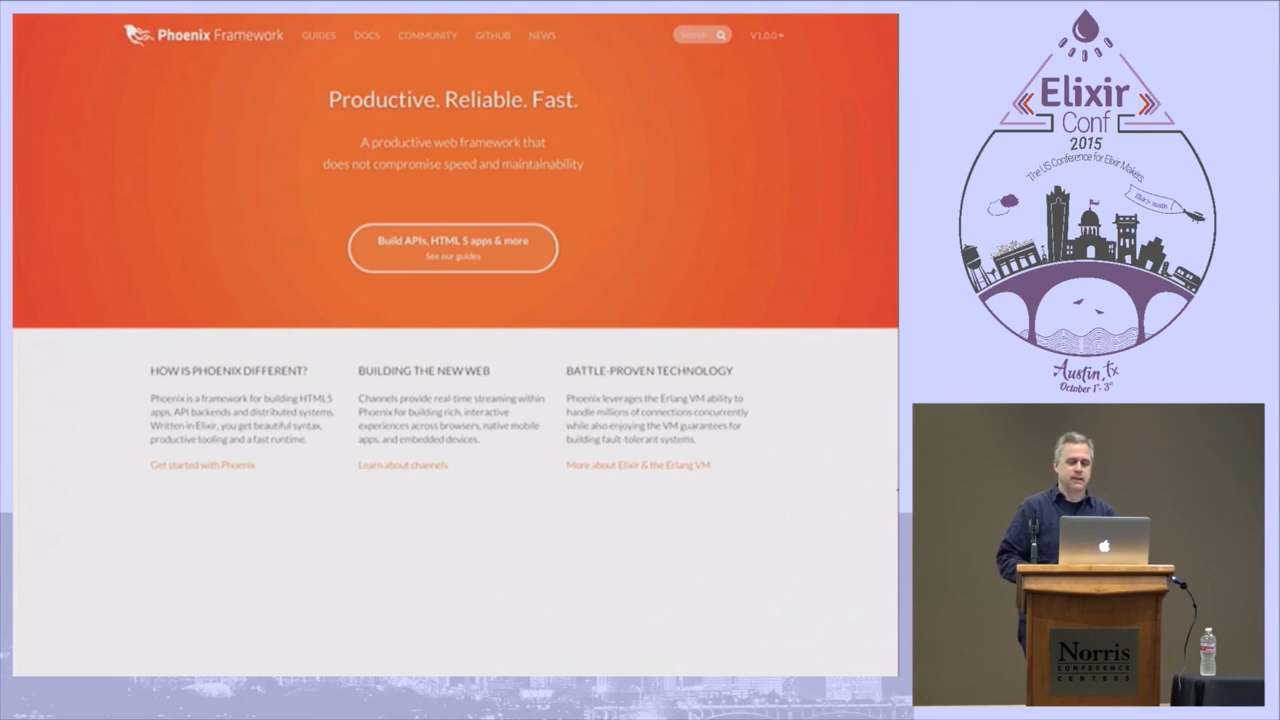 Phoenix Framework GUIDES DOCS COMMUNITY GITHUB NEWS Search V1.0.0
Productive. Reliable. Fast.
A productive web framework that
does not compromise speed and maintainability
Build APIs, HTML 5 apps & more
See our guides
HOW IS PHOENIX DIFFERENT?
Phoenix is a framework for building HTML5
apps, API backends and distributed systems.
Written in Elixir, you get beautiful syntax,
productive tooling and a fast runtime.
Get started with Phoenix
BUILDING THE NEW WEB
Channels provide real-time streaming within
Phoenix for building rich, interactive
experiences across browsers, native mobile
apps, and embedded devices.
Learn about channels
BATTLE-PROVEN TECHNOLOGY
Phoenix leverages the Erlang VM ability to
handle millions of connections concurrently
while also enjoying the VM guarantees for
building fault-tolerant systems.
More about Elixir & the Erlang VM
Elixir
Conf
2015
The US Conference for Elixir Makers
Austin, Tx
October 1st - 3rd
Norris
CONFERENCE
CENTERS